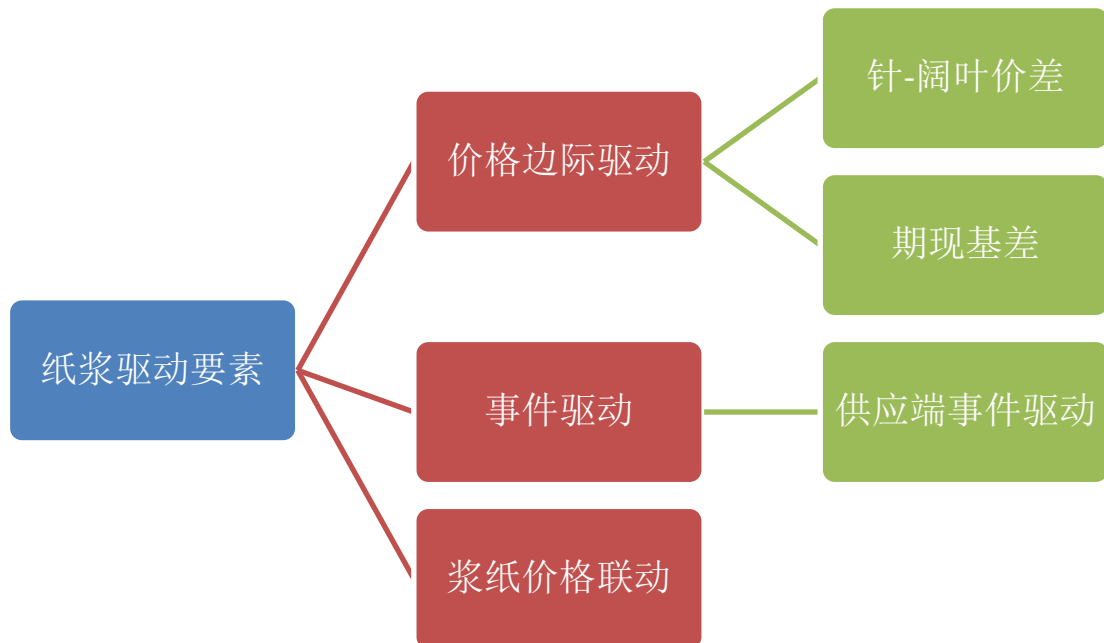 纸浆驱动要素
价格边际驱动
针-阔叶价差
期现基差
事件驱动
供应端事件驱动
浆纸价格联动